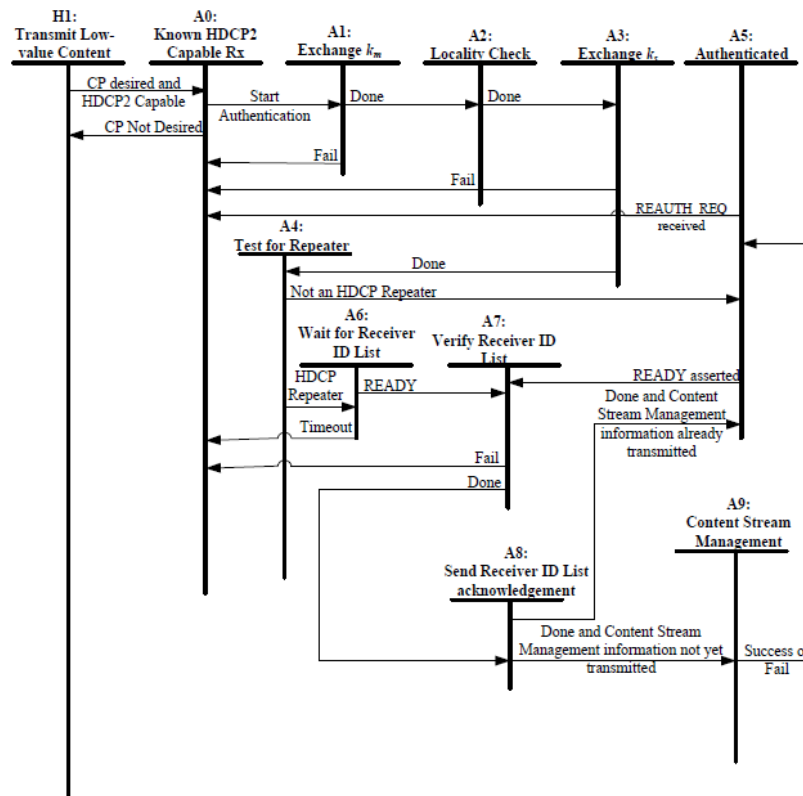 H1:
Transmit Low-
value Content
A0:
Known HDCP2
Capable Rx
A1:
Exchange km
A2:
Locality Check
A3:
Exchange ks
A5:
Authenticated
CP desired and
HDCP2 Capable
Start
Authentication
Done
Done
CP Not Desired
Fail
Fail
REAUTH_REQ
received
A4:
Test for Repeater
Done
Not an HDCP Repeater
A6:
Wait for Receiver
ID List
A7:
Verify Receiver ID
List
HDCP
Repeater
READY
READY asserted
Done and Content
Stream Management
information already
transmitted
Timeout
Fail
Done
A9:
Content Stream
Management
A8:
Send Receiver ID List
acknowledgement
Done and Content Stream
Management information not yet
transmitted
Success o
Fail